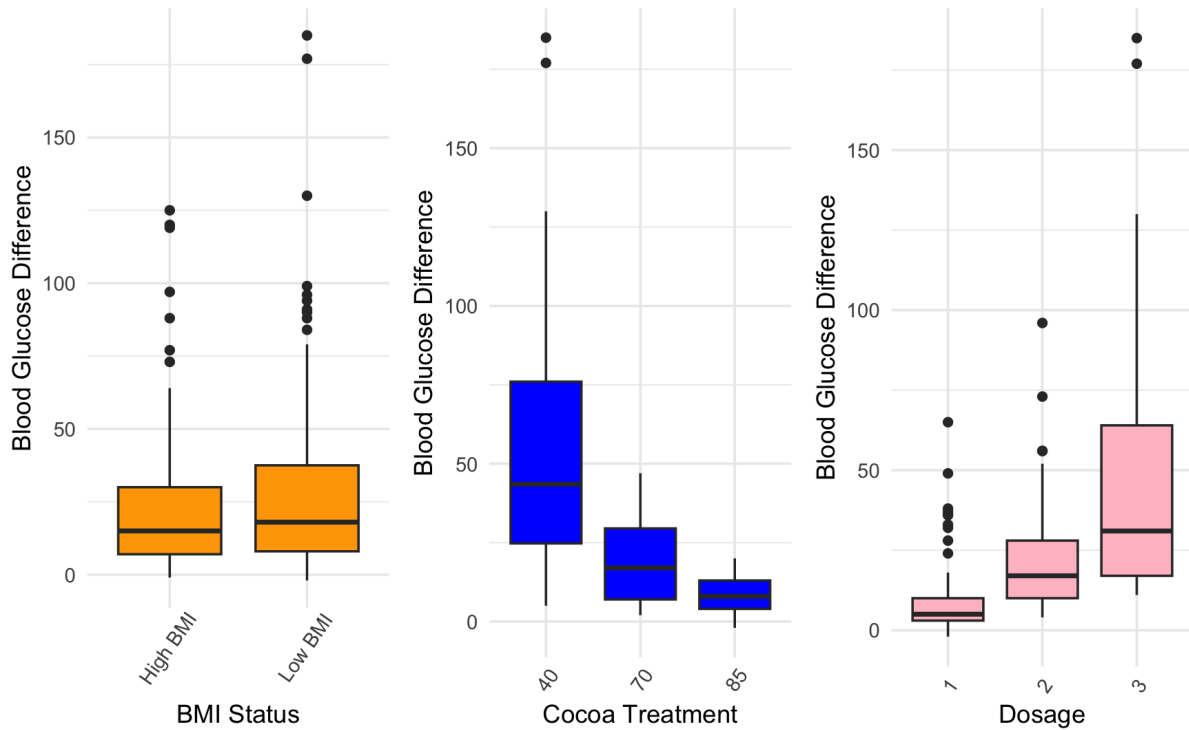 Blood Glucose Difference
150
100
50
0
High BMI
Low BMI
BMI Status
Blood Glucose Difference
150
100
50
0
40
70
85
Cocoa Treatment
Blood Glucose Difference
150
100
50
0
1
2
3
Dosage